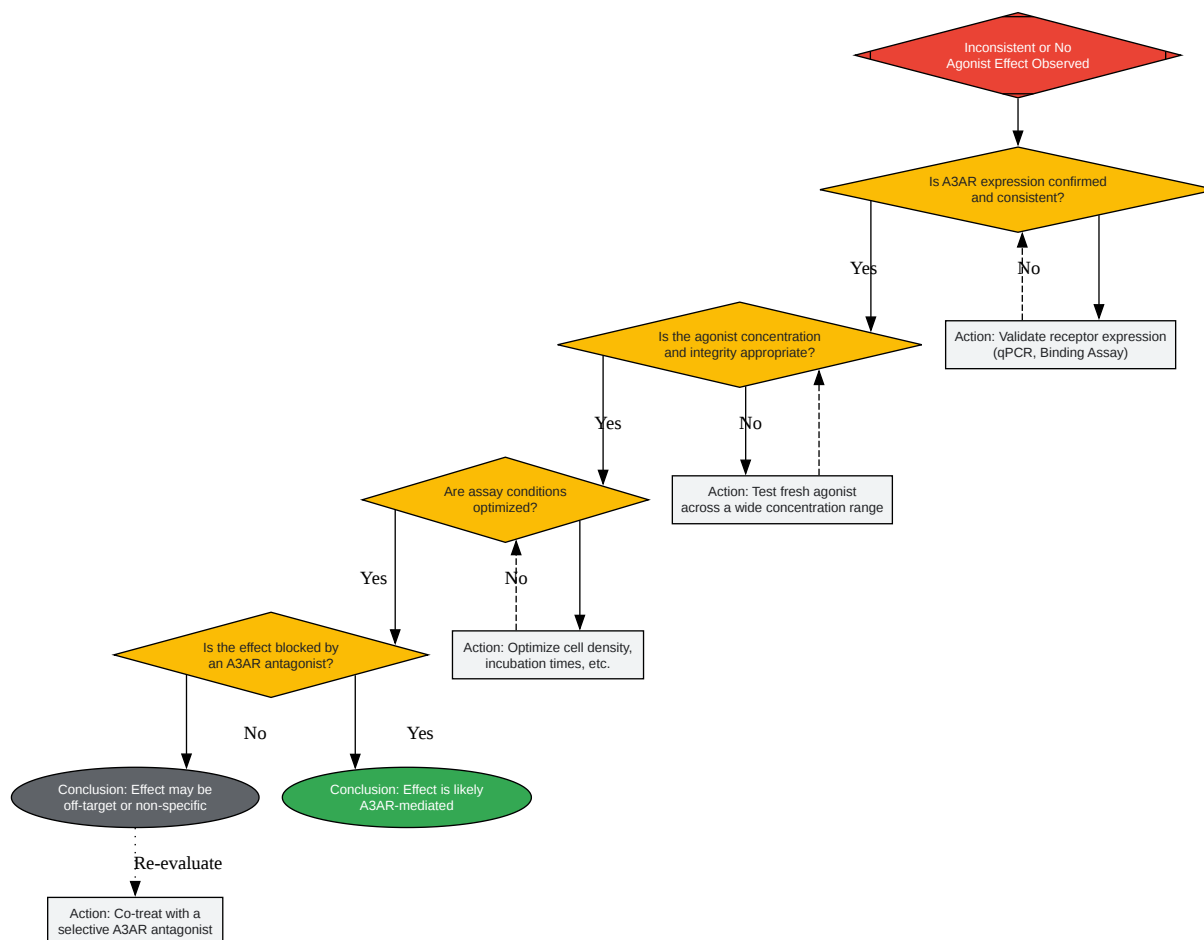 Inconsistent or No
Agonist Effect Observed
Is A3AR expression confirmed
and consistent?
Yes
No
Action: Validate receptor expression
(qPCR, Binding Assay)
Is the agonist concentration
and integrity appropriate?
Yes
No
Action: Test fresh agonist
across a wide concentration range
Are assay conditions
optimized?
Yes
No
Action: Optimize cell density,
incubation times, etc.
Is the effect blocked by
an A3AR antagonist?
No
Yes
Conclusion: Effect may be
off-target or non-specific
Conclusion: Effect is likely
A3AR-mediated
Re-evaluate
Action: Co-treat with a
selective A3AR antagonist